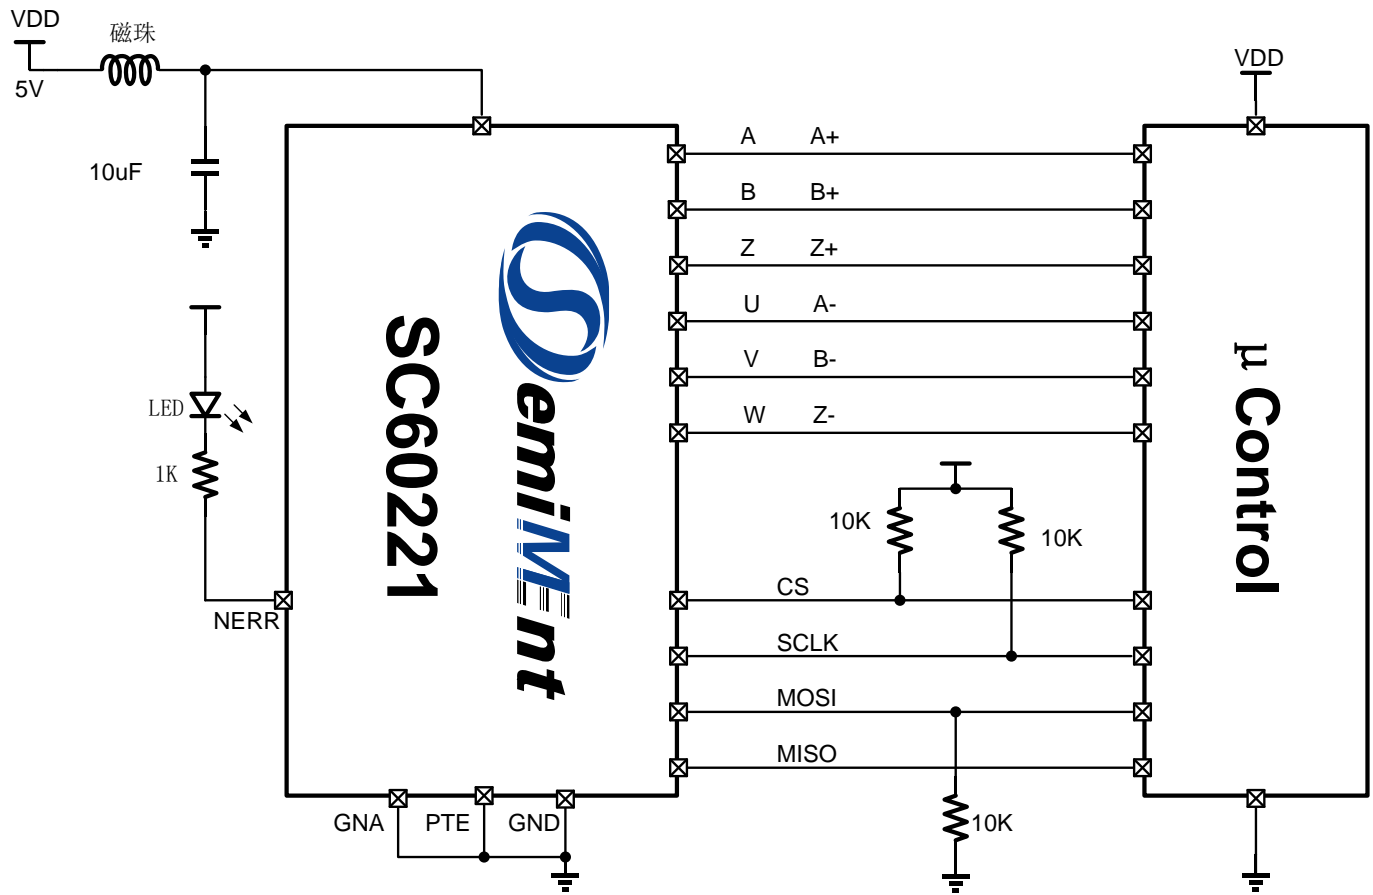 VDD
磁珠
5V
VDD
10uF
A A+
B B+
Z Z+
U A-
V B-
W Z-
LED
1K
NERR
SC60221
SemiMent
μ Control
10K
10K
CS
SCLK
MOSI
MISO
10K
GNA
PTE
GND